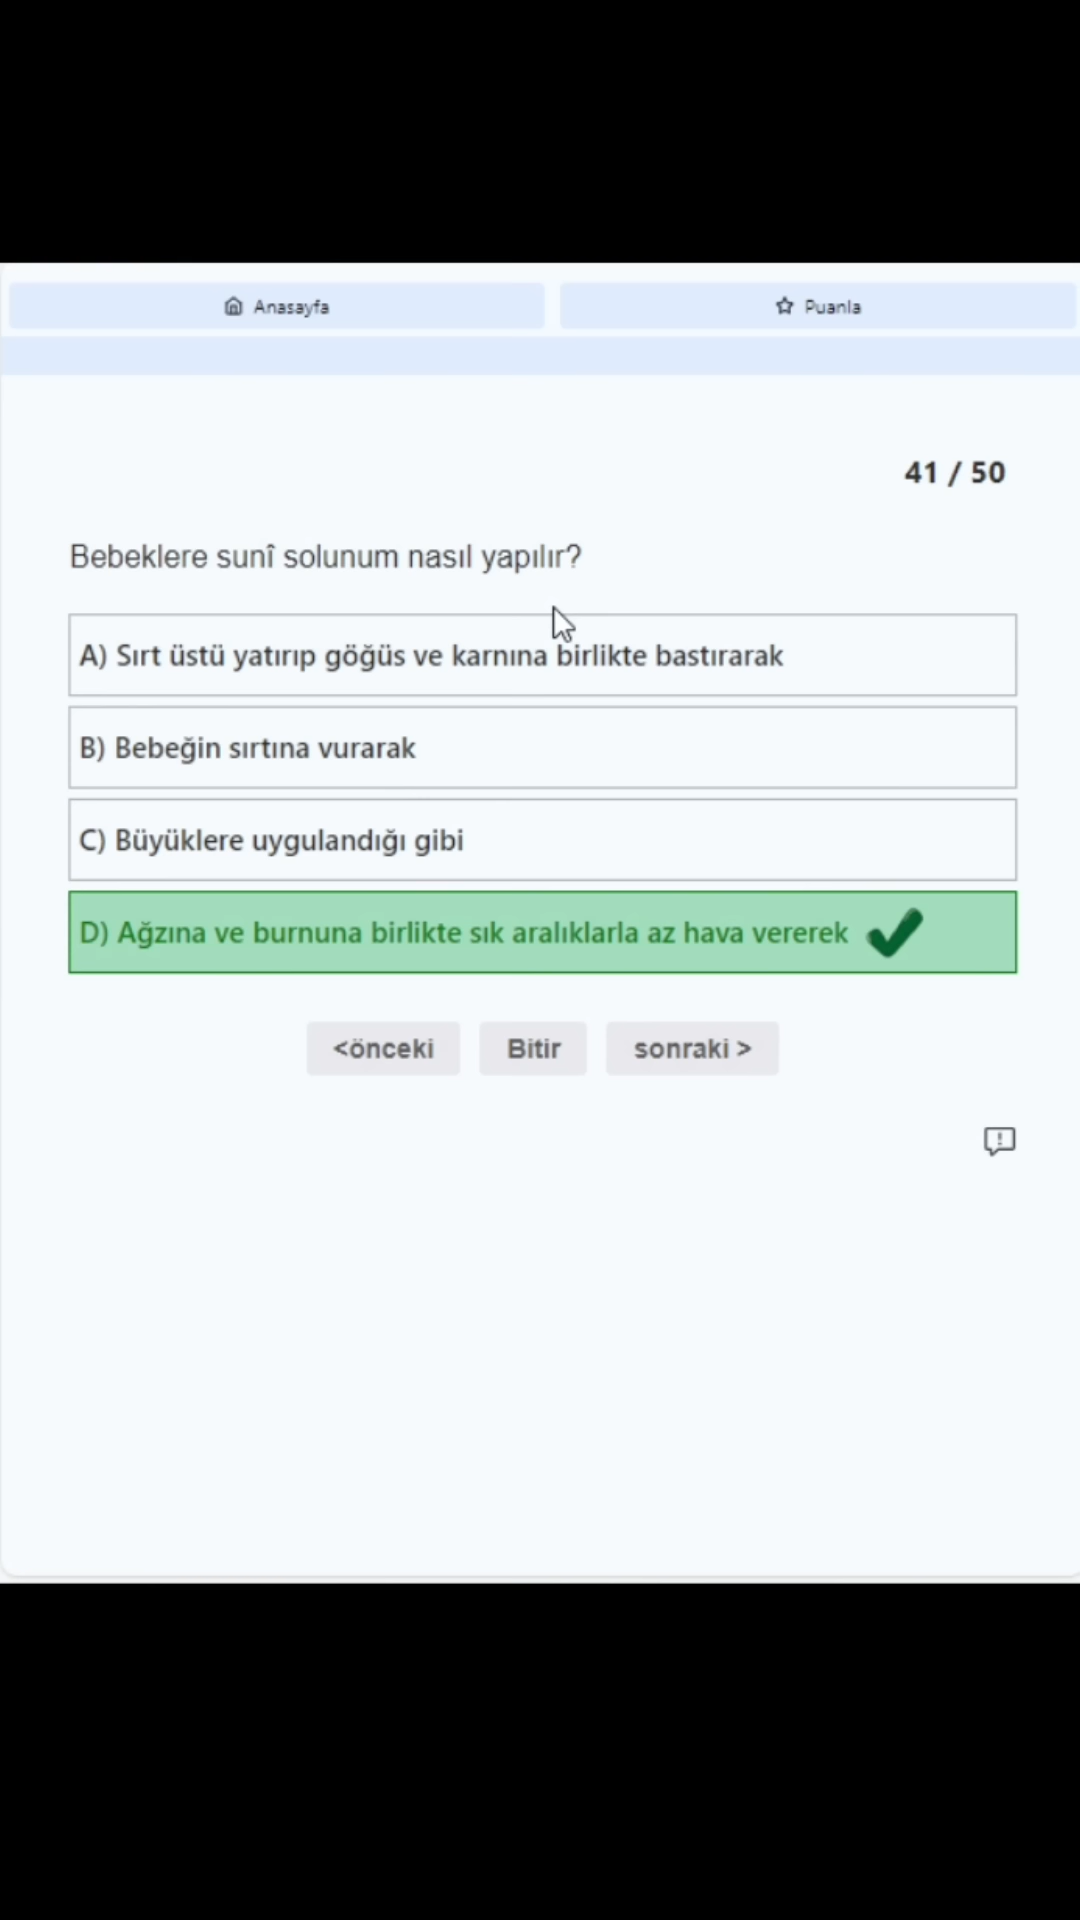 Anasayfa
Puanla
41 / 50
Bebeklere sunî solunum nasıl yapılır?
A) Sırt üstü yatırıp göğüs ve karnına birlikte bastırarak
B) Bebeğin sırtına vurarak
C) Büyüklere uygulandığı gibi
D) Ağzına ve burnuna birlikte sık aralıklarla az hava vererek
<önceki
Bitir
sonraki >